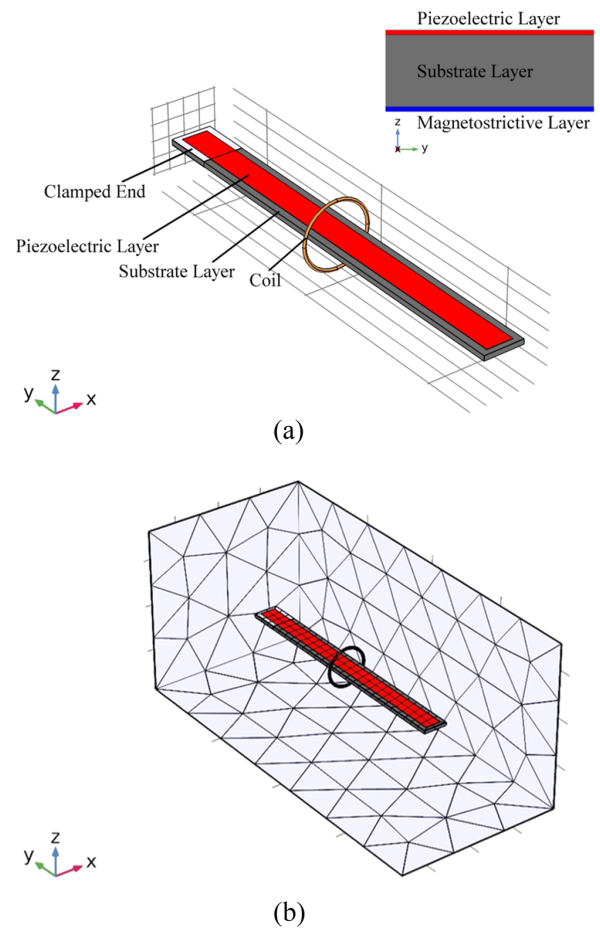 Piezoelectric Layer
Substrate Layer
Magnetostrictive Layer
z
y
x
Clamped End
Piezoelectric Layer
Substrate Layer
Coil
z
y
x
(a)
z
y
x
(b)